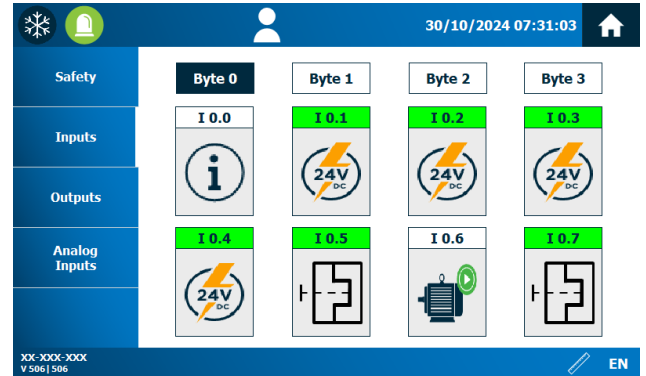 30/10/2024 07:31:03
Safety
Byte 0 Byte 1 Byte 2 Byte 3
Inputs
I 0.0 I 0.1 I 0.2 I 0.3
i 24V DC 24V DC 24V DC
Outputs
Analog
Inputs
I 0.4 I 0.5 I 0.6 I 0.7
24V DC
XX-XXX-XXX
V 506 | 506
EN